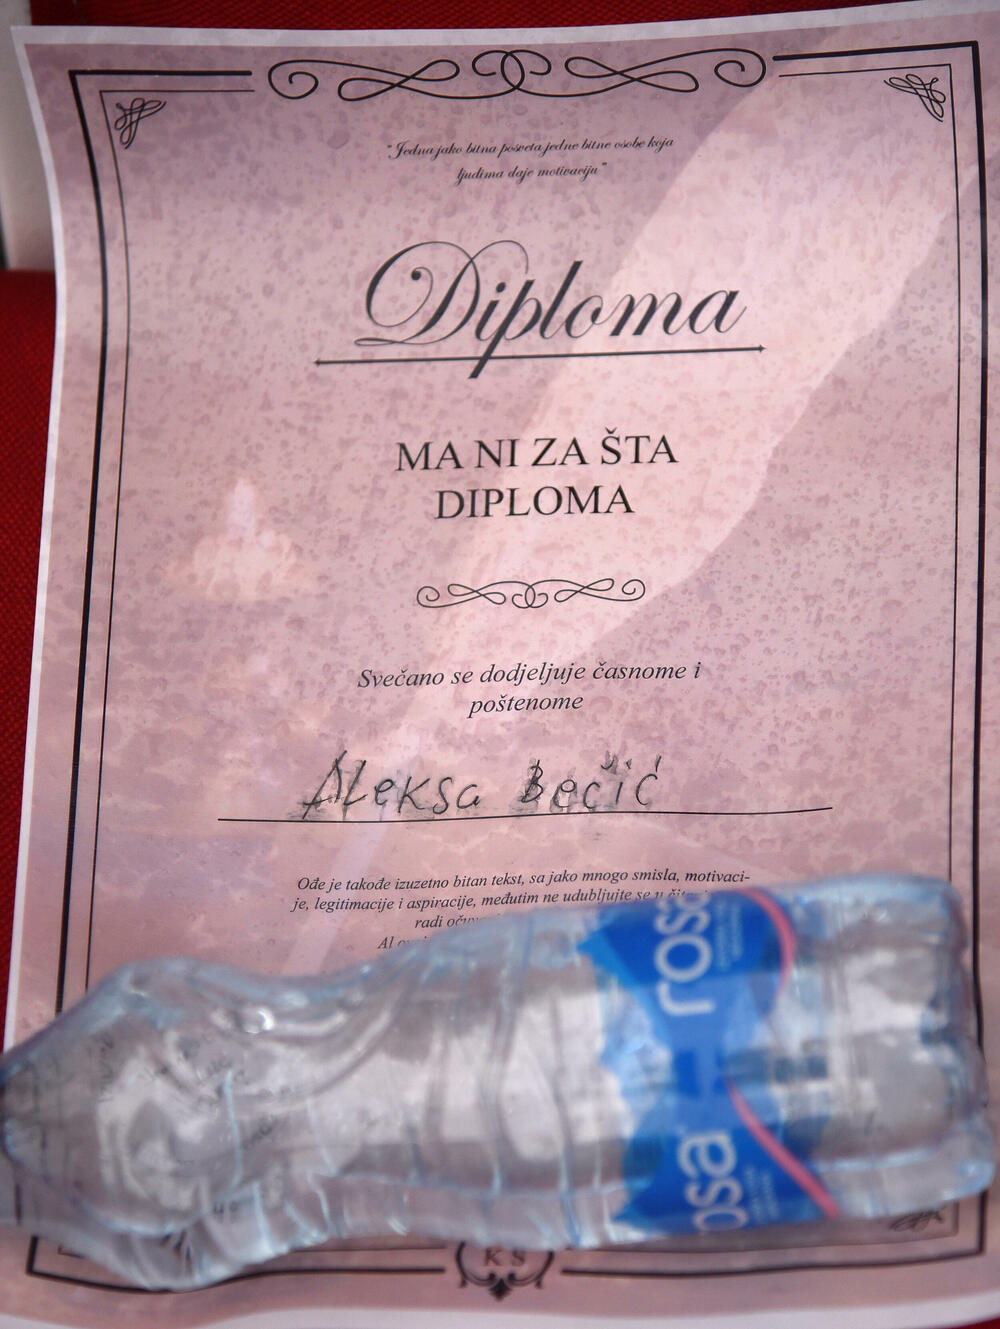 "Jedna jako bitna posveta jedne bitne osobe koja
ljudima daje motivaciju"
Diploma
MA NI ZA ŠTA
DIPLOMA
Svečano se dodjeljuje časnome i
poštenome
Aleksa Bečić
Ođe je takođe izuzetno bitan tekst, sa jako mnogo smisla, motivaci-
je, legitimacije i aspiracije, međutim ne udubljujte se u
radi
Al
rosa
rosa
K S